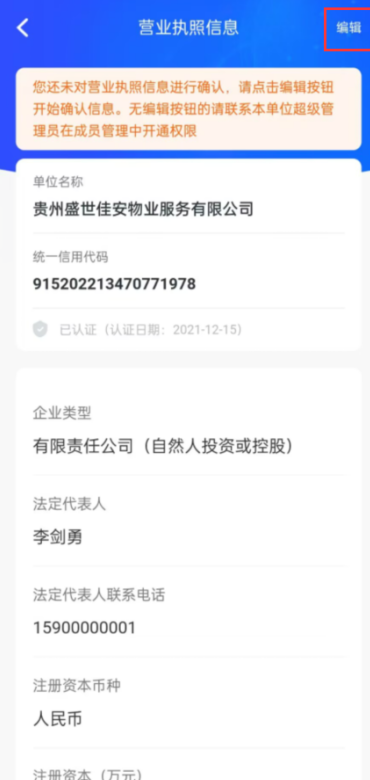 营业执照信息
编辑
您还未对营业执照信息进行确认，请点击编辑按钮
开始确认信息。无编辑按钮的请联系本单位超级管
理员在成员管理中开通权限
单位名称
贵州盛世佳安物业服务有限公司
统一信用代码
915202213470771978
已认证（认证日期：2021-12-15）
企业类型
有限责任公司（自然人投资或控股）
法定代表人
李剑勇
法定代表人联系电话
15900000001
注册资本币种
人民币
注册资本（万元）